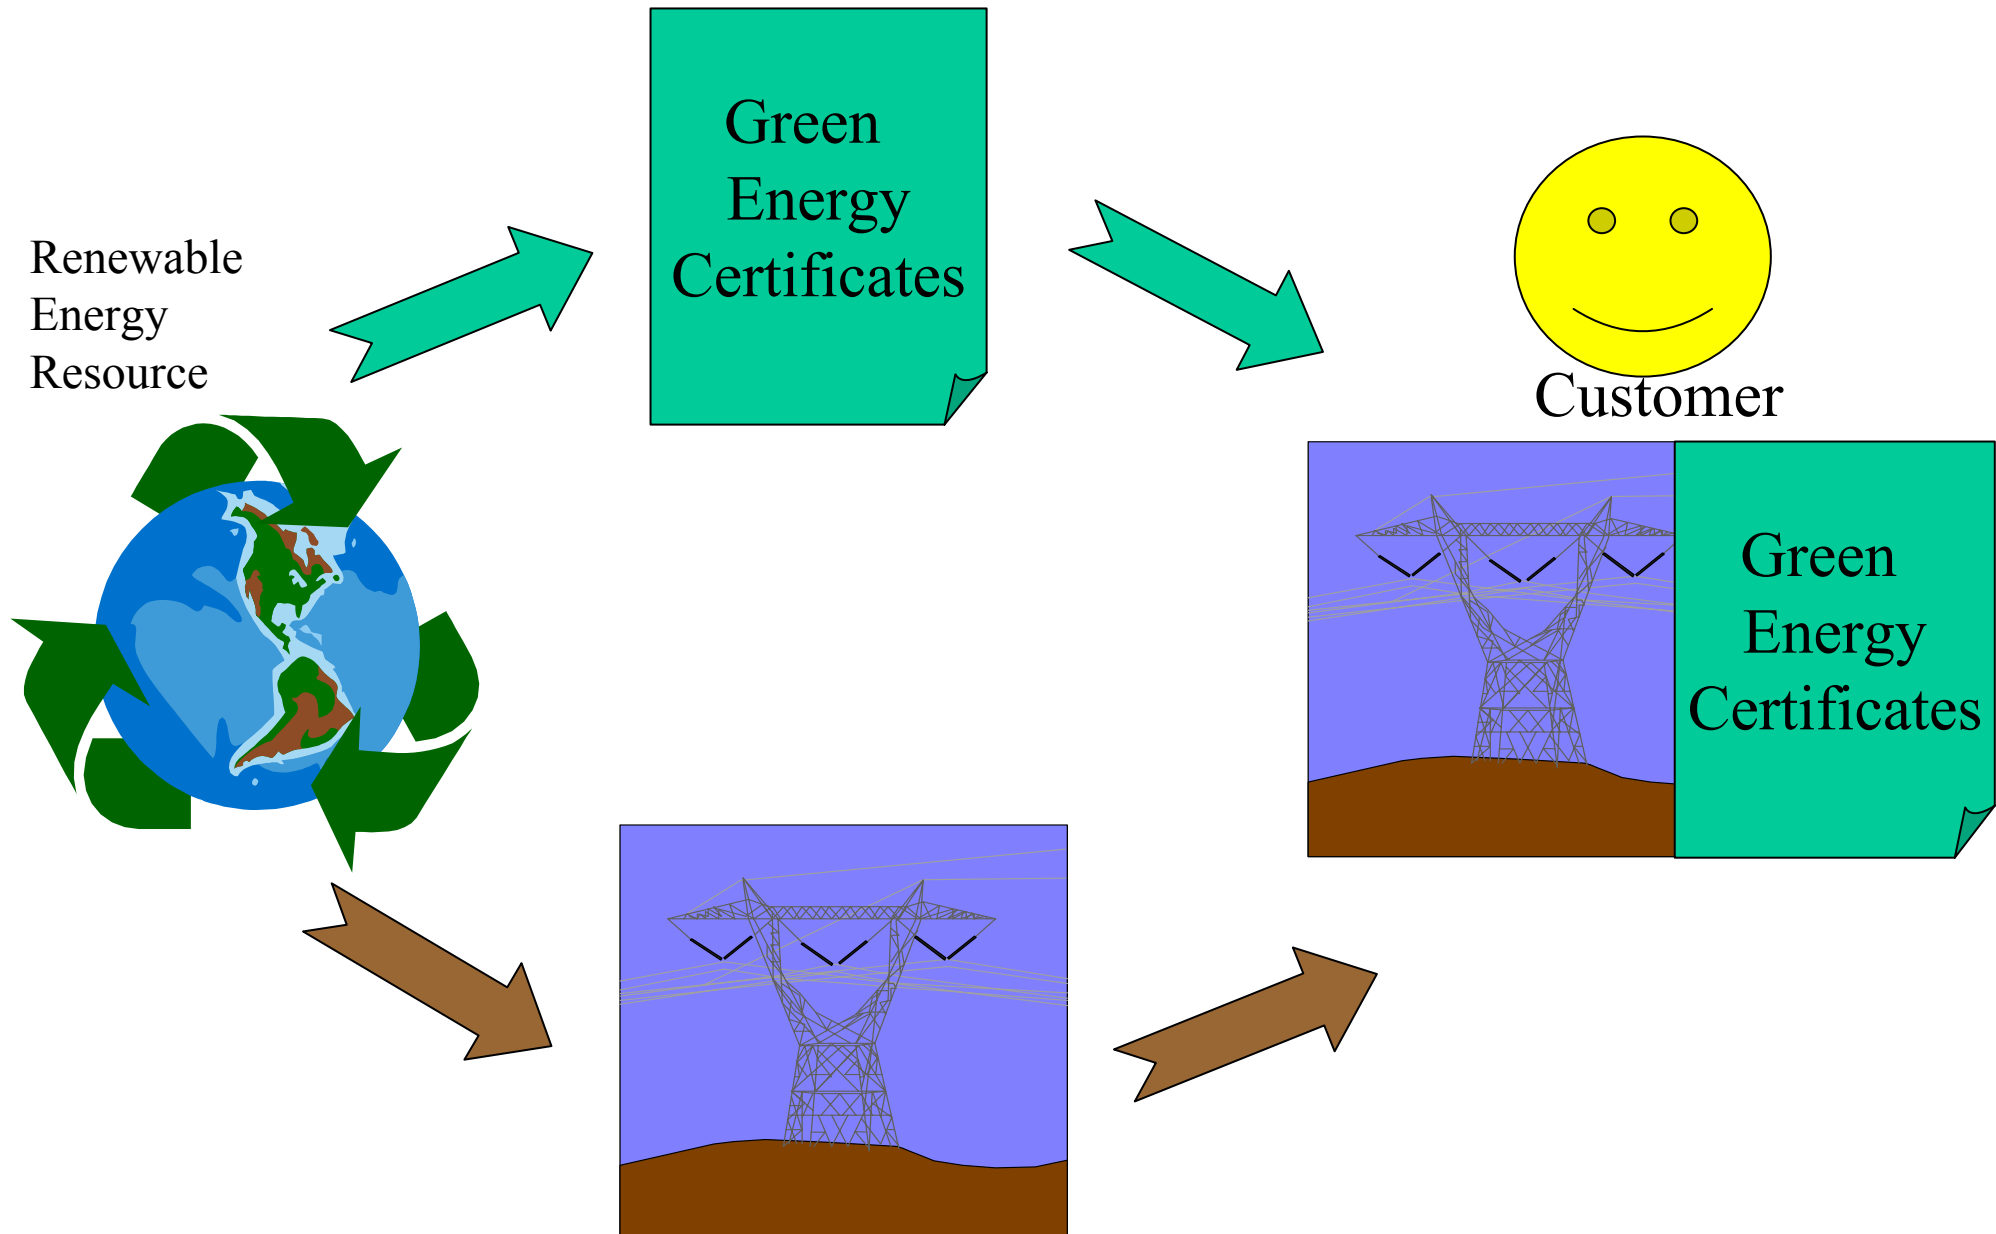 Green
Energy
Certificates
Renewable
Energy
Resource
Customer
Green
Energy
Certificates